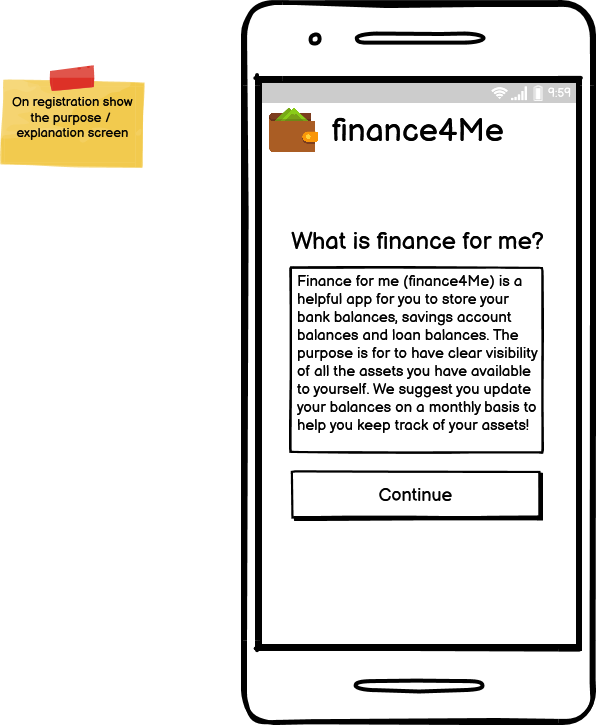 On registration show
the purpose /
explanation screen
9:59
finance4Me
What is finance for me?
Finance for me (finance4Me) is a
helpful app for you to store your
bank balances, savings account
balances and loan balances. The
purpose is for to have clear visibility
of all the assets you have available
to yourself. We suggest you update
your balances on a monthly basis to
help you keep track of your assets!
Continue